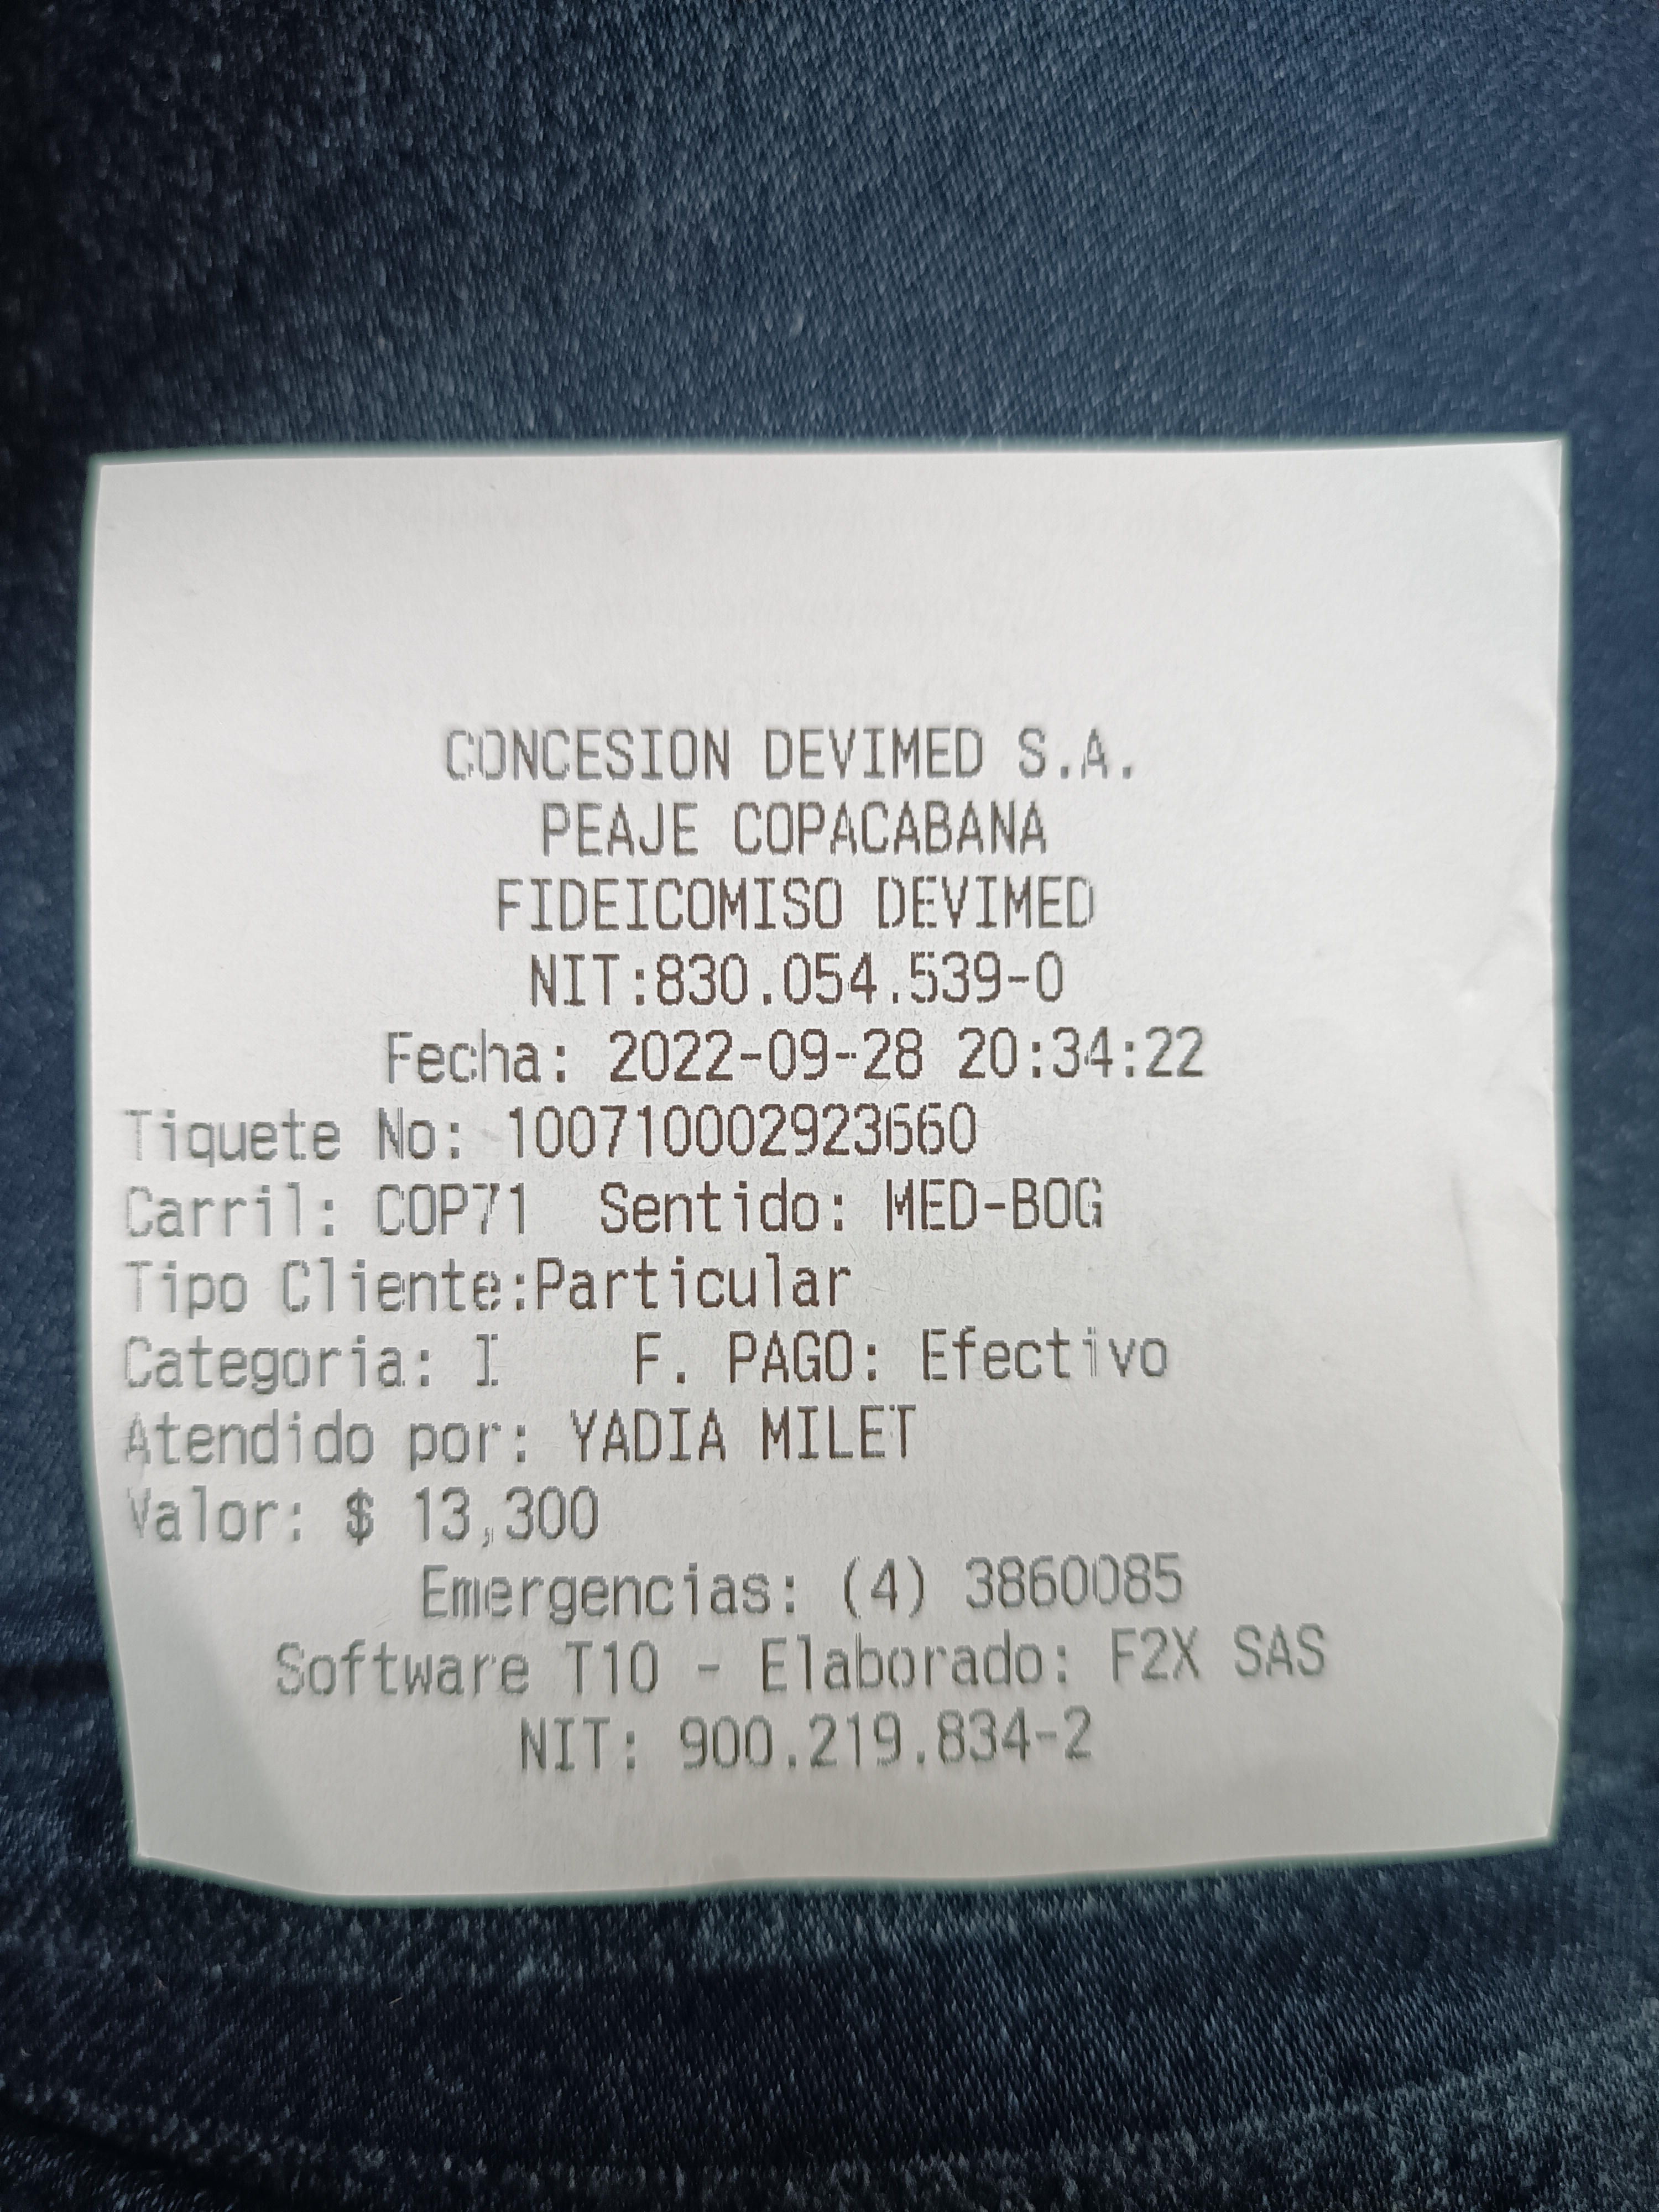 CONCESION DEVIMED S.A.
PEAJE COPACABANA
FIDEICOMISO DEVIMED
NIT:830.054.539-0
Fecha: 2022-09-28 20:34:22
Tiquete No: 100710002923660
Carril: COP71 Sentido: MED-BOG
Tipo Cliente:Particular
Categoria: I F. PAGO: Efectivo
Atendido por: YADIA MILET
Valor: $ 13,300
Emergencias: (4) 3860085
Software T10 - Elaborado: F2X SAS
NIT: 900.219.834-2